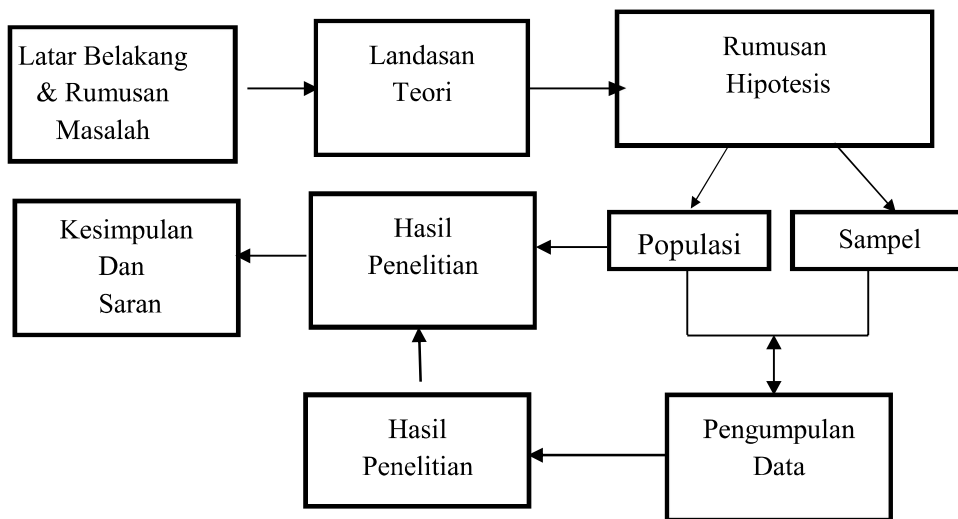 Latar Belakang
& Rumusan
Masalah
Landasan
Teori
Rumusan
Hipotesis
Kesimpulan
Dan
Saran
Hasil
Penelitian
Populasi
Sampel
Hasil
Penelitian
Pengumpulan
Data